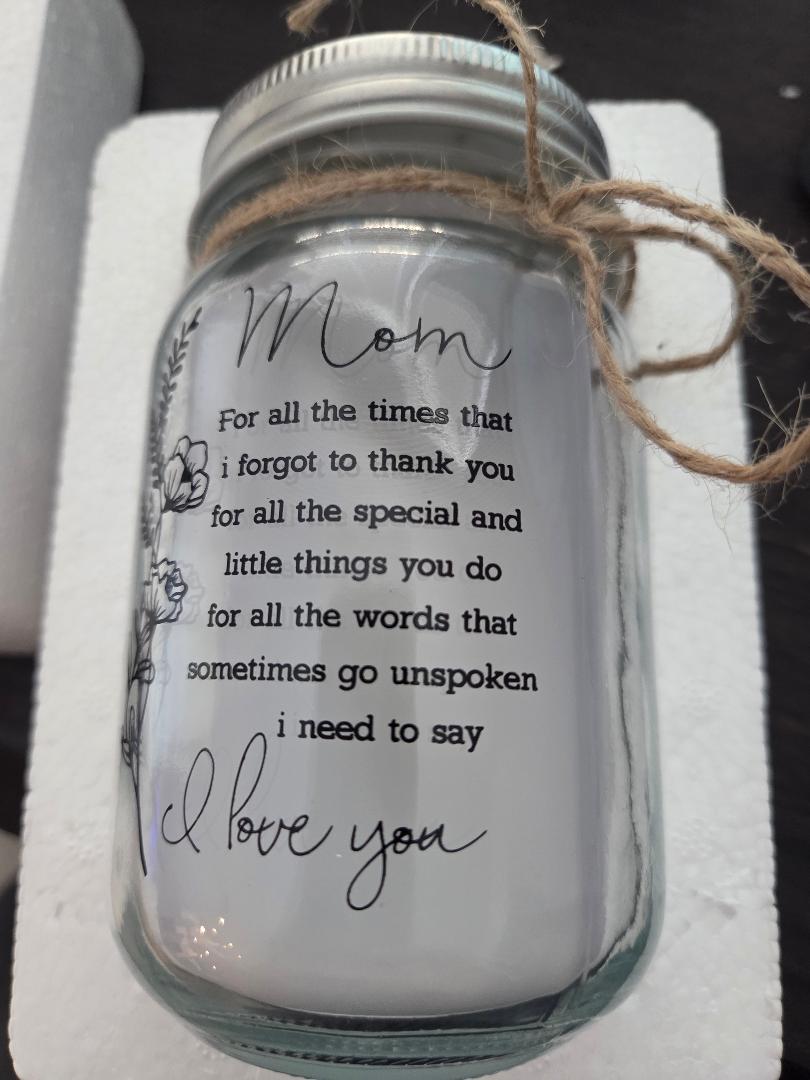 Mom
For all the times that
i forgot to thank you
for all the special and
little things you do
for all the words that
sometimes go unspoken
i need to say
I love you